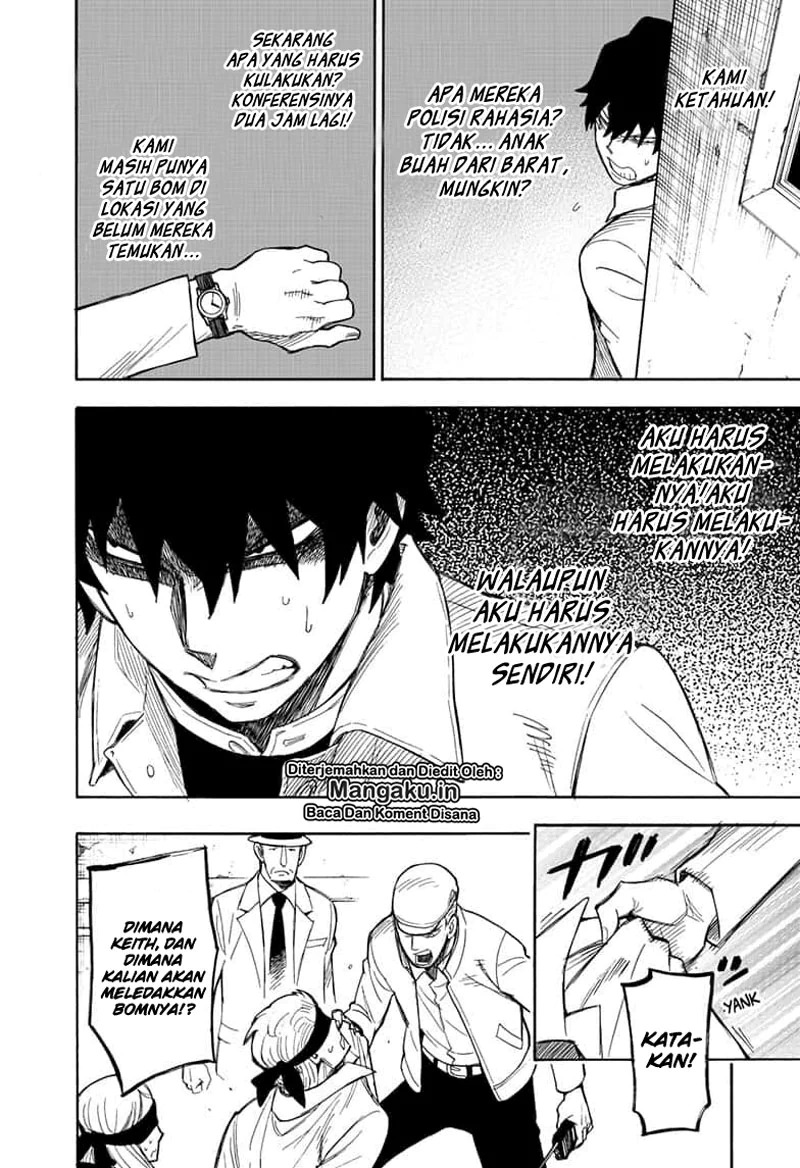 KAMI
KETAHUAN!
APA MEREKA
POLISI RAHASIA?
TIDAK... ANAK
BUAH DARI BARAT,
MUNGKIN?
SEKARANG
APA YANG HARUS
KULAKUKAN?
KONFERENSINYA
DUA JAM LAGI!
KAMI
MASIH PUNYA
SATU BOM DI
LOKASI YANG
BELUM MEREKA
TEMUKAN...
AKU HARUS
MELAKUKAN-
NYA!AKU
HARUS MELAKU-
KANNYA!
WALAUPUN
AKU HARUS
MELAKUKANNYA
SENDIRI!
Diterjemahkan dan Diedit Oleh :
Mangaku.in
Baca Dan Koment Disana
ガ
YANK
KATA-
KAN!
DIMANA
KEITH, DAN
DIMANA
KALIAN AKAN
MELEDAKKAN
BOMNYA!?